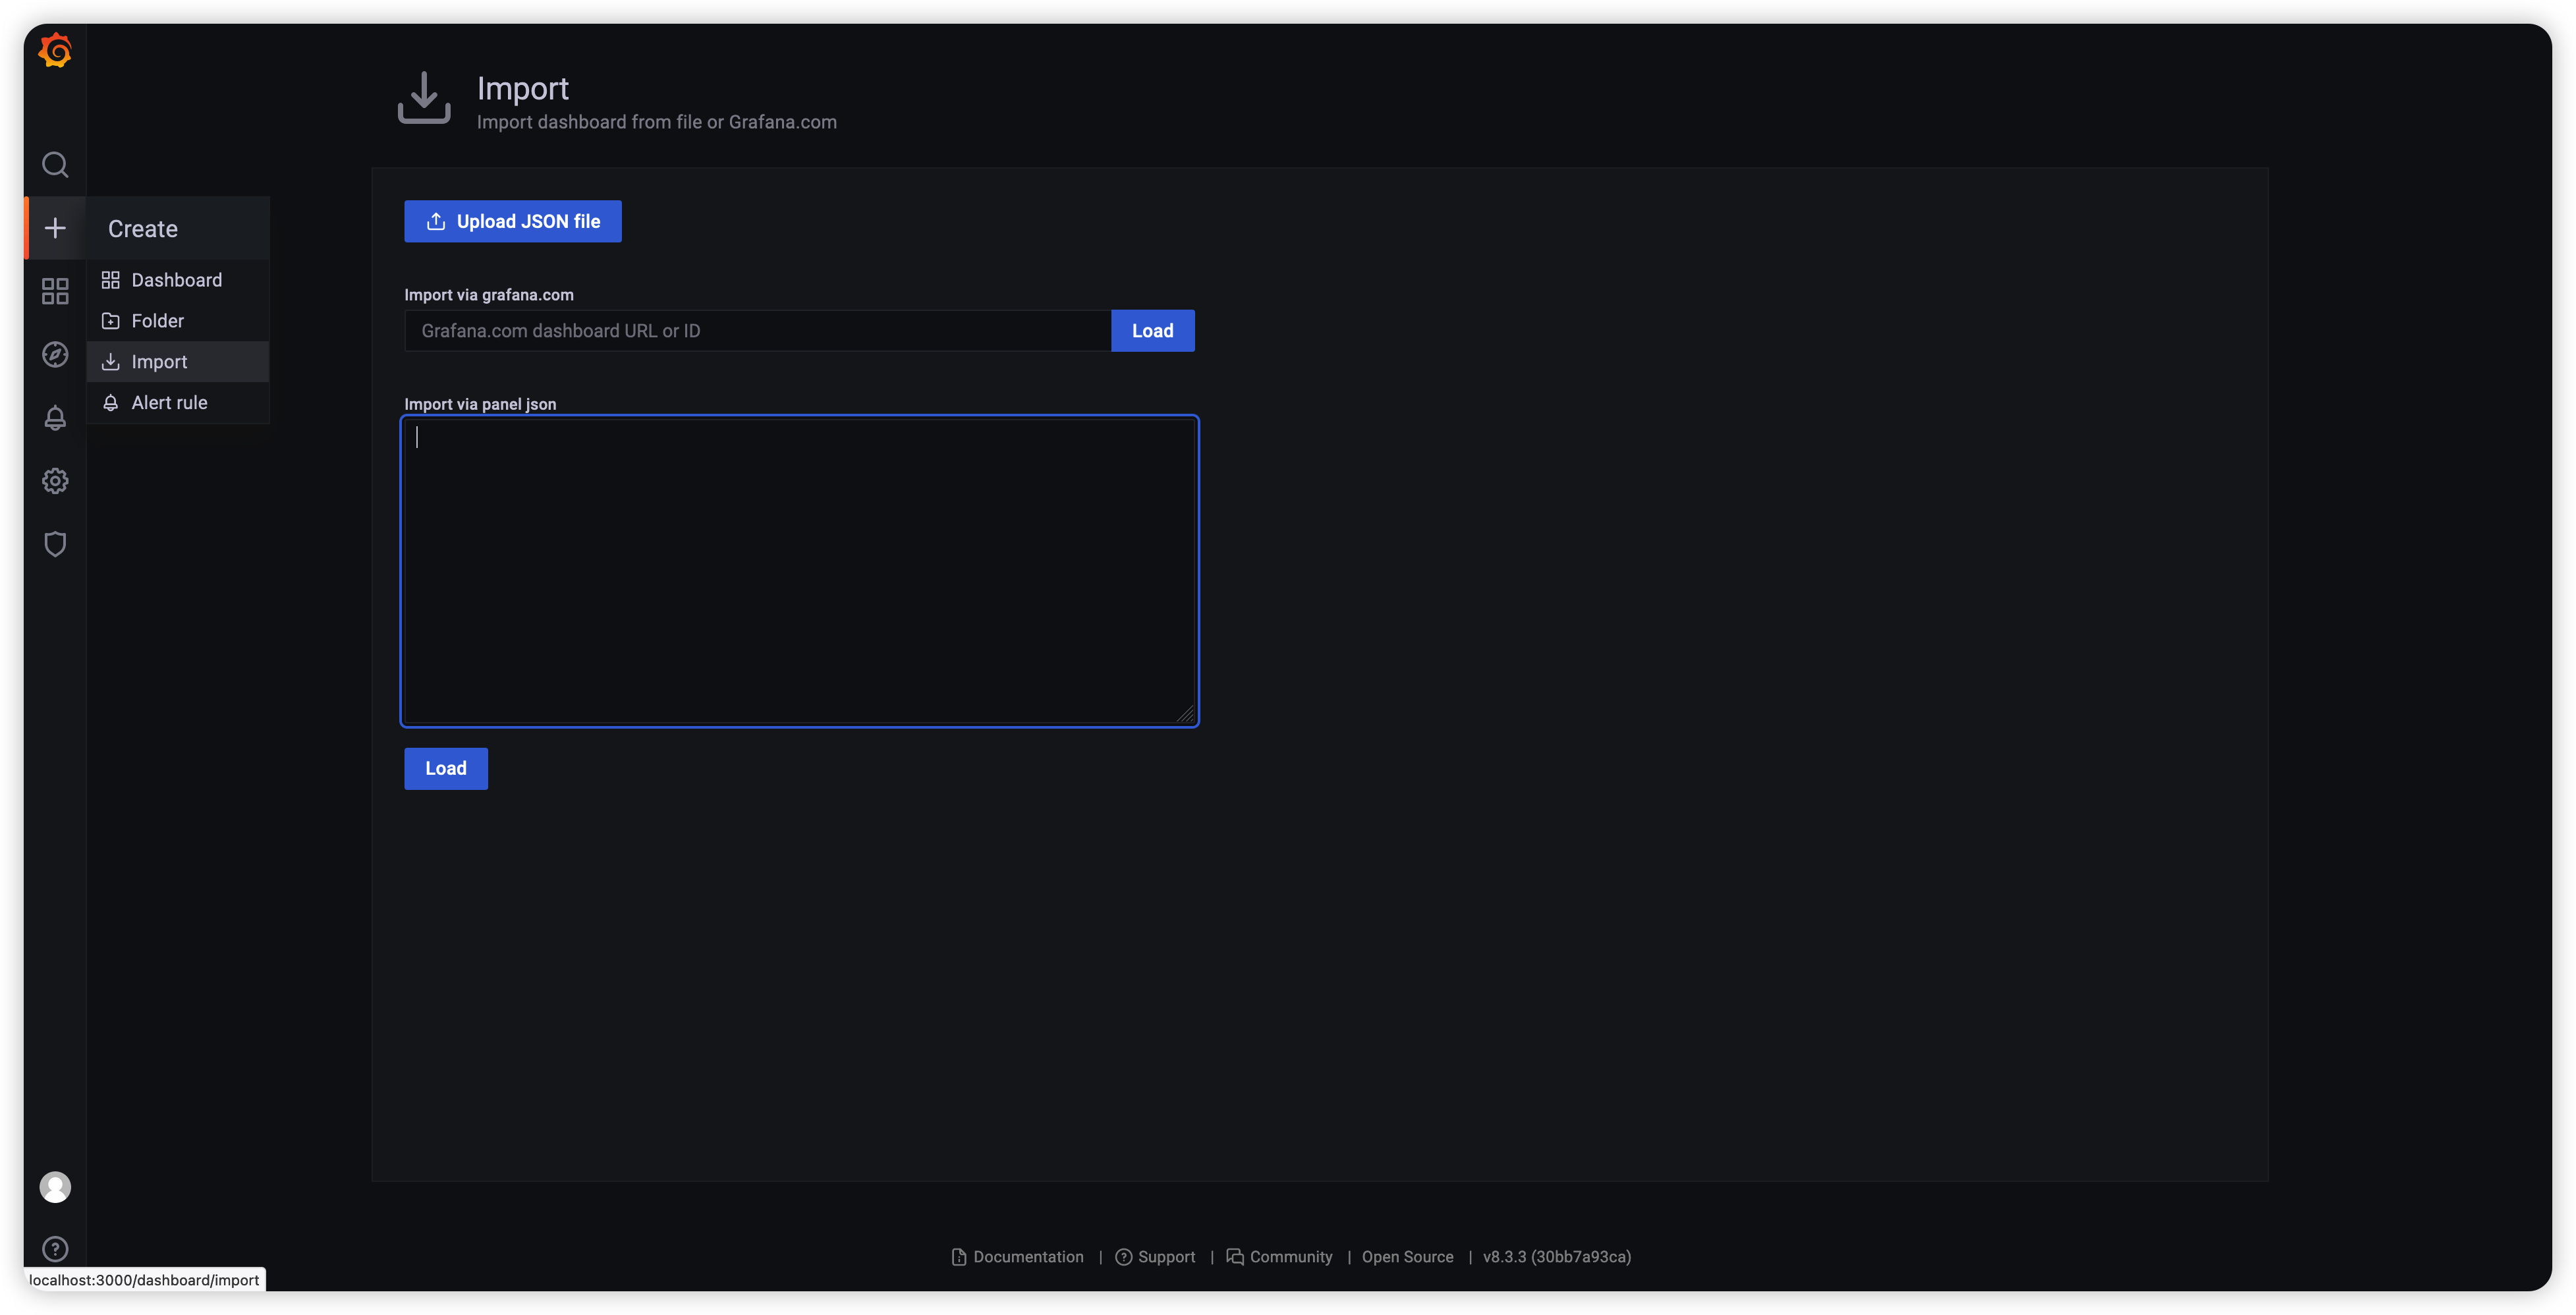 Import
Import dashboard from file or Grafana.com
Create
Dashboard
Folder
Import
Alert rule
Upload JSON file
Import via grafana.com
Grafana.com dashboard URL or ID
Load
Import via panel json
Load
Documentation | Support | Community | Open Source | v8.3.3 (30bb7a93ca)
localhost:3000/dashboard/import